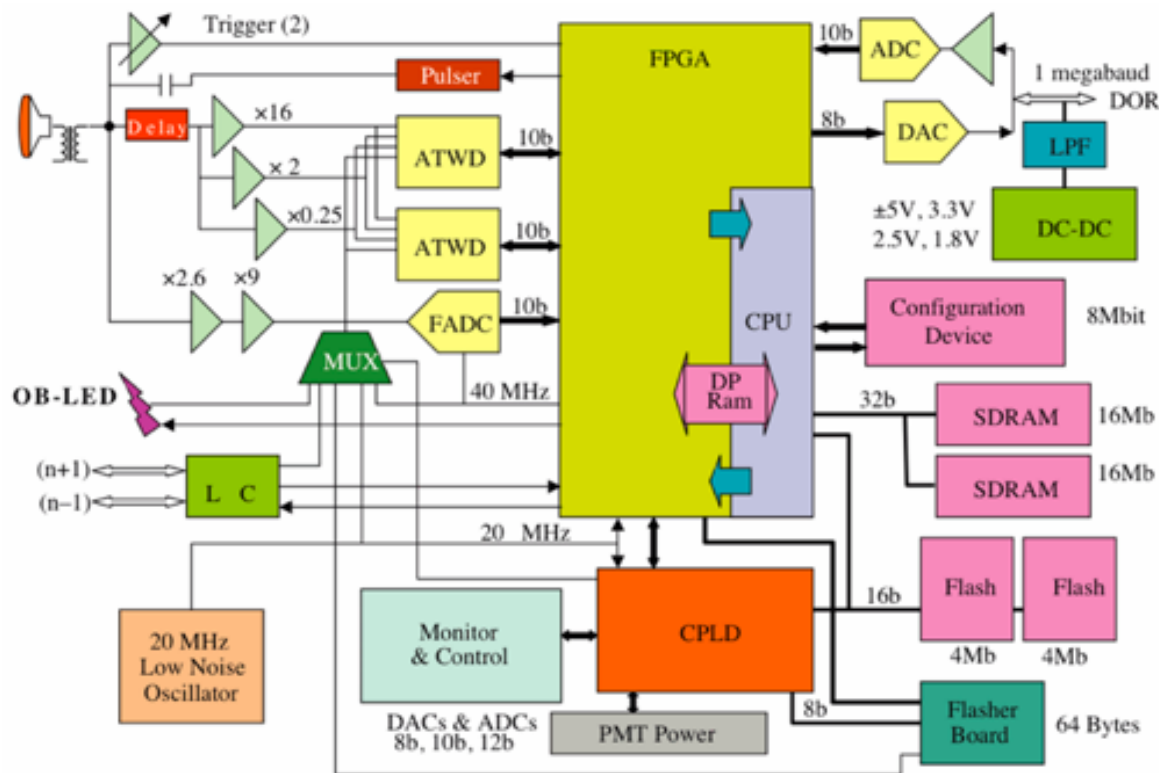 Trigger (2)
Pulser
Delay
×16
× 2
×0.25
×2.6
×9
ATWD
ATWD
FADC
10b
10b
10b
MUX
40 MHz
OB-LED
(n+1)
(n–1)
L C
20 MHz
20 MHz
Low Noise
Oscillator
FPGA
CPU
DP
Ram
10b
ADC
1 megabaud
DOR
8b
DAC
LPF
±5V, 3.3V
2.5V, 1.8V
DC-DC
Configuration
Device
8Mbit
32b
SDRAM
16Mb
SDRAM
16Mb
16b
Flash
Flash
4Mb
4Mb
CPLD
Monitor
& Control
DACs & ADCs
8b, 10b, 12b
PMT Power
8b
Flasher
Board
64 Bytes